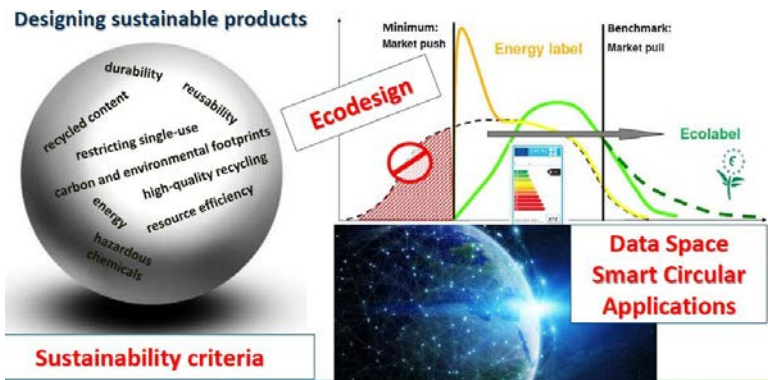 Designing sustainable products
durability
reusability
recycled content
restricting single-use
carbon and environmental footprints
high-quality recycling
energy
resource efficiency
hazardous
chemicals
Sustainability criteria
Minimum:
Market push
Energy label
Benchmark:
Market pull
Ecodesign
Ecolabel
Data Space
Smart Circular
Applications